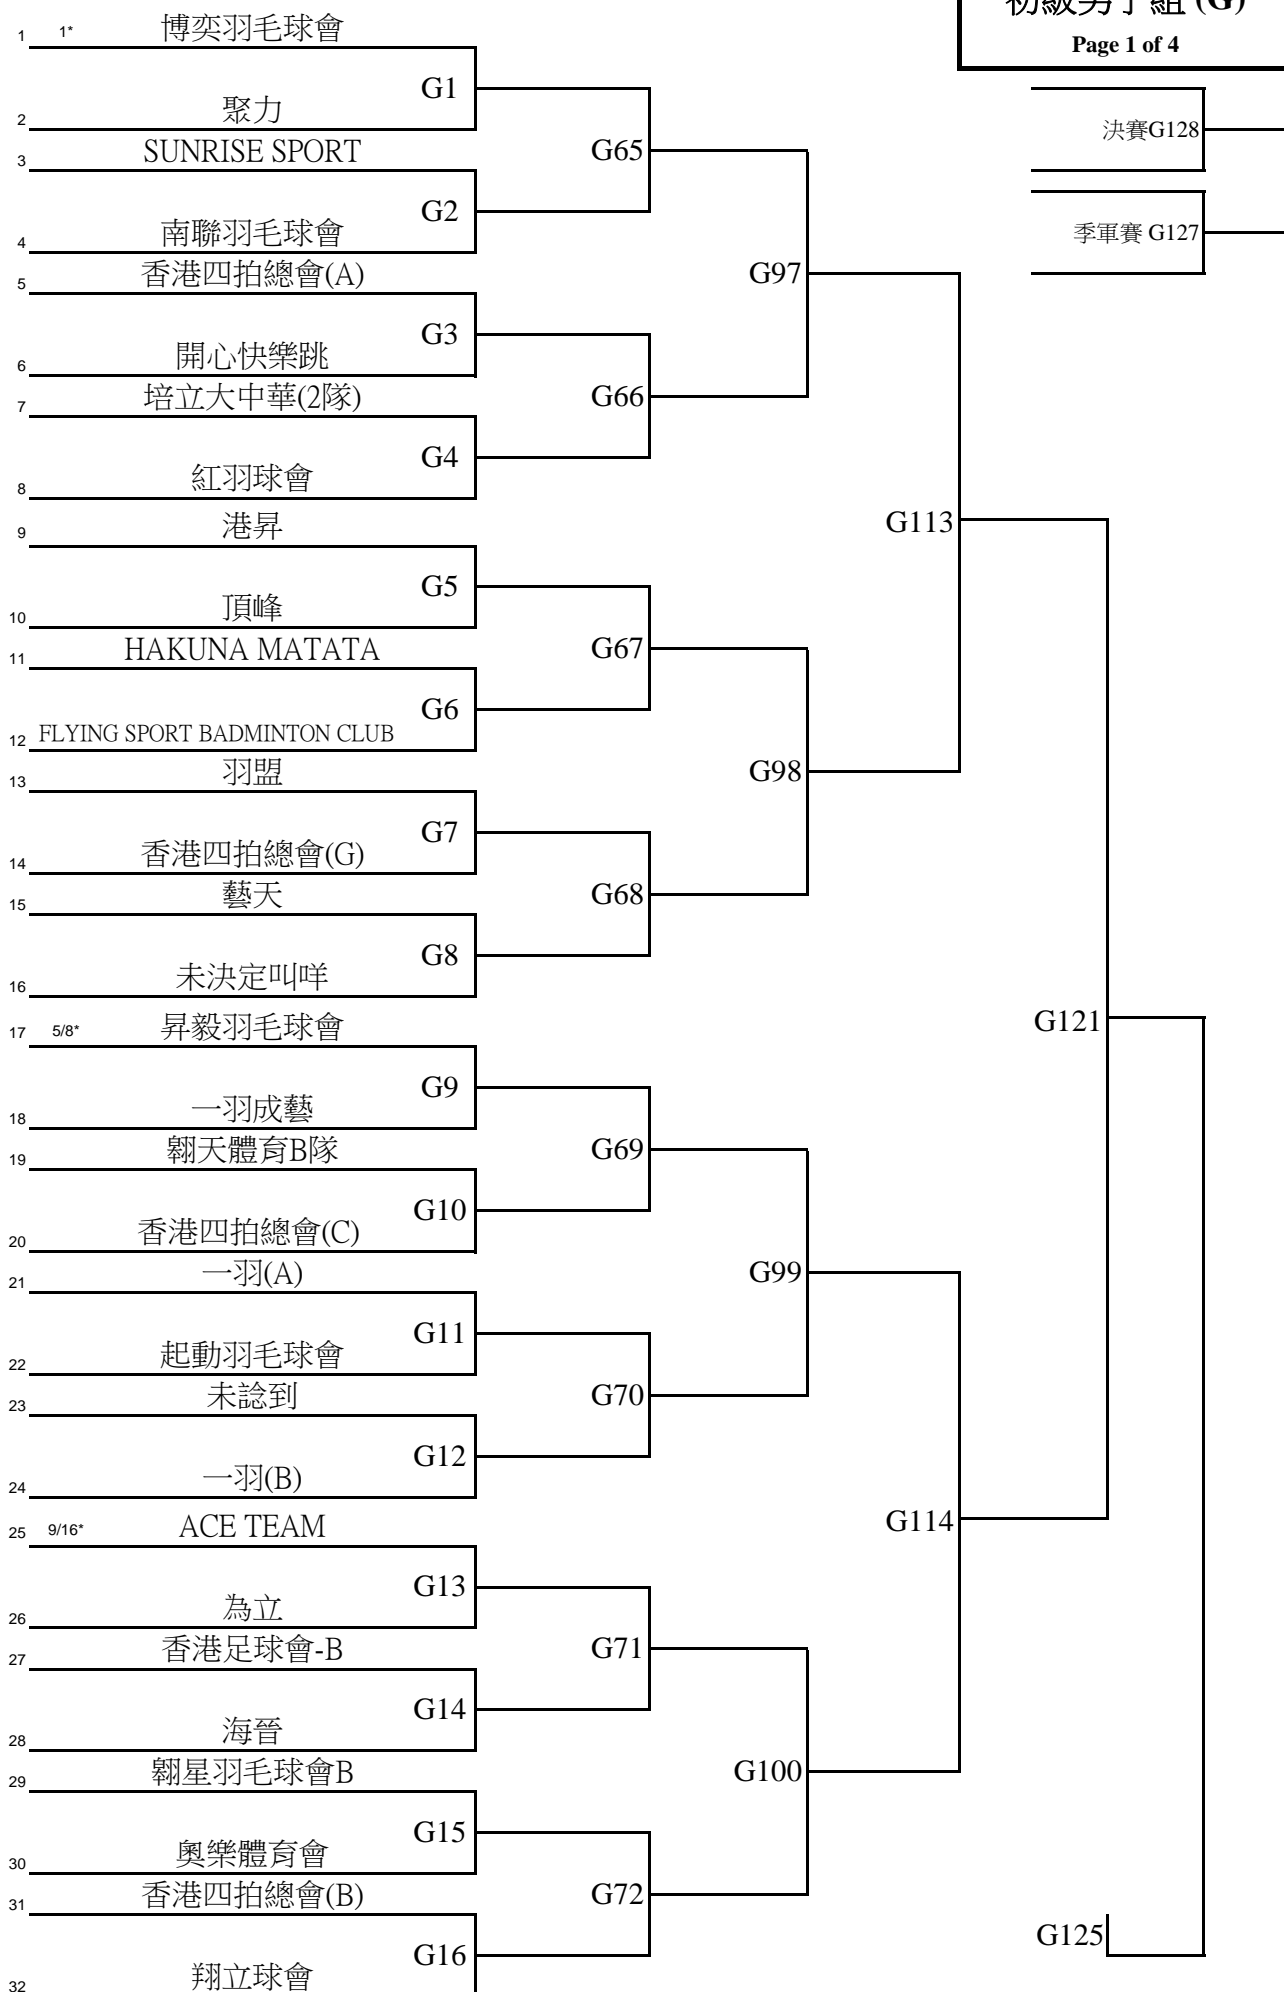 初級男子組 (G)
Page 1 of 4
1 1* 博奕羽毛球會
G1
2 聚力
3 SUNRISE SPORT
G65
G2
4 南聯羽毛球會
5 香港四拍總會(A)
G97
G3
6 開心快樂跳
7 培立大中華(2隊)
G66
G4
8 紅羽球會
9 港昇
G113
G5
10 頂峰
11 HAKUNA MATATA
G67
G6
12 FLYING SPORT BADMINTON CLUB
13 羽盟
G98
G7
14 香港四拍總會(G)
15 藝天
G68
G8
16 未決定叫咩
17 5/8* 昇毅羽毛球會
G121
G9
18 一羽成藝
19 翱天體育B隊
G69
G10
20 香港四拍總會(C)
21 一羽(A)
G99
G11
22 起動羽毛球會
23 未諗到
G70
G12
24 一羽(B)
25 9/16* ACE TEAM
G114
G13
26 為立
27 香港足球會-B
G71
G14
28 海晉
29 翱星羽毛球會B
G100
G15
30 奧樂體育會
31 香港四拍總會(B)
G72
G16
32 翔立球會
G125
決賽G128
季軍賽 G127